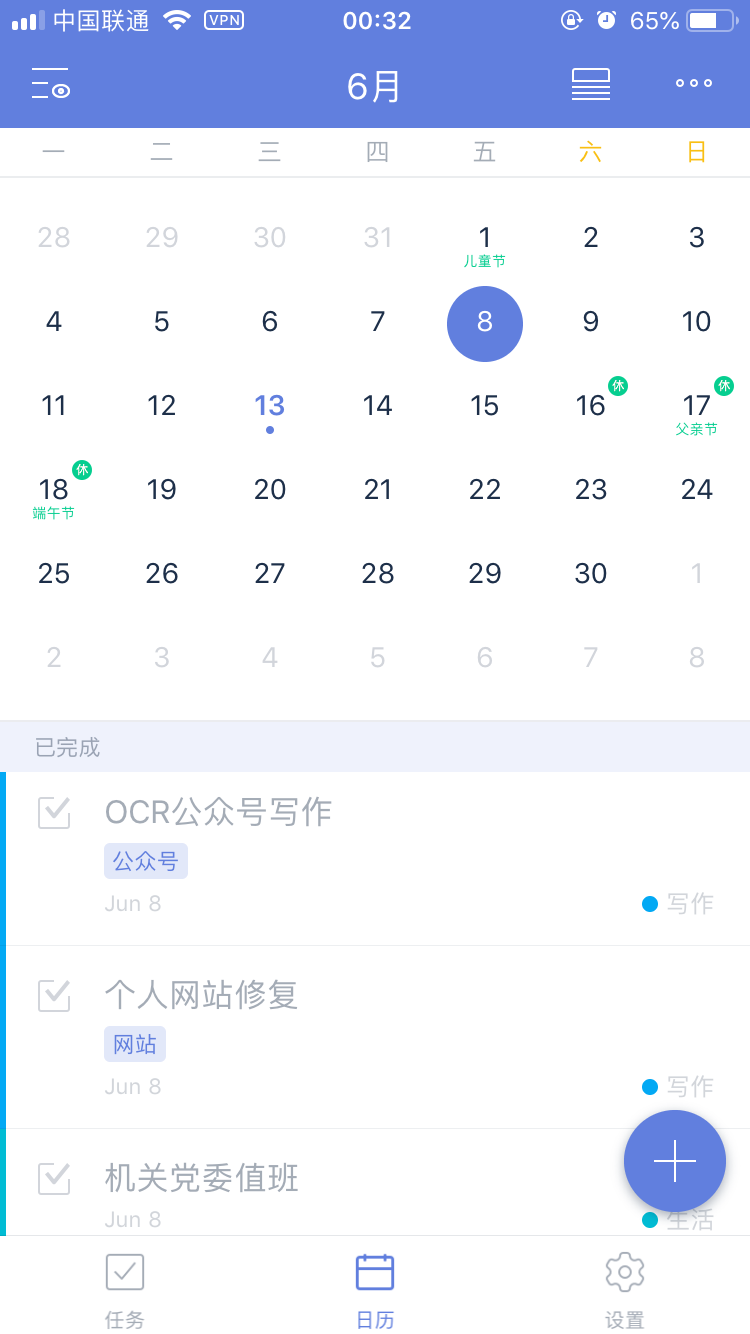 中国联通 VPN 00:32 65%
6月
一 二 三 四 五 六 日
28 29 30 31 1 2 3
儿童节
4 5 6 7 8 9 10
休 休
11 12 13 14 15 16 17
父亲节
休
18 19 20 21 22 23 24
端午节
25 26 27 28 29 30 1
2 3 4 5 6 7 8
已完成
OCR公众号写作
公众号
Jun 8 写作
个人网站修复
网站
Jun 8 写作
机关党委值班
Jun 8 生活
任务 日历 设置